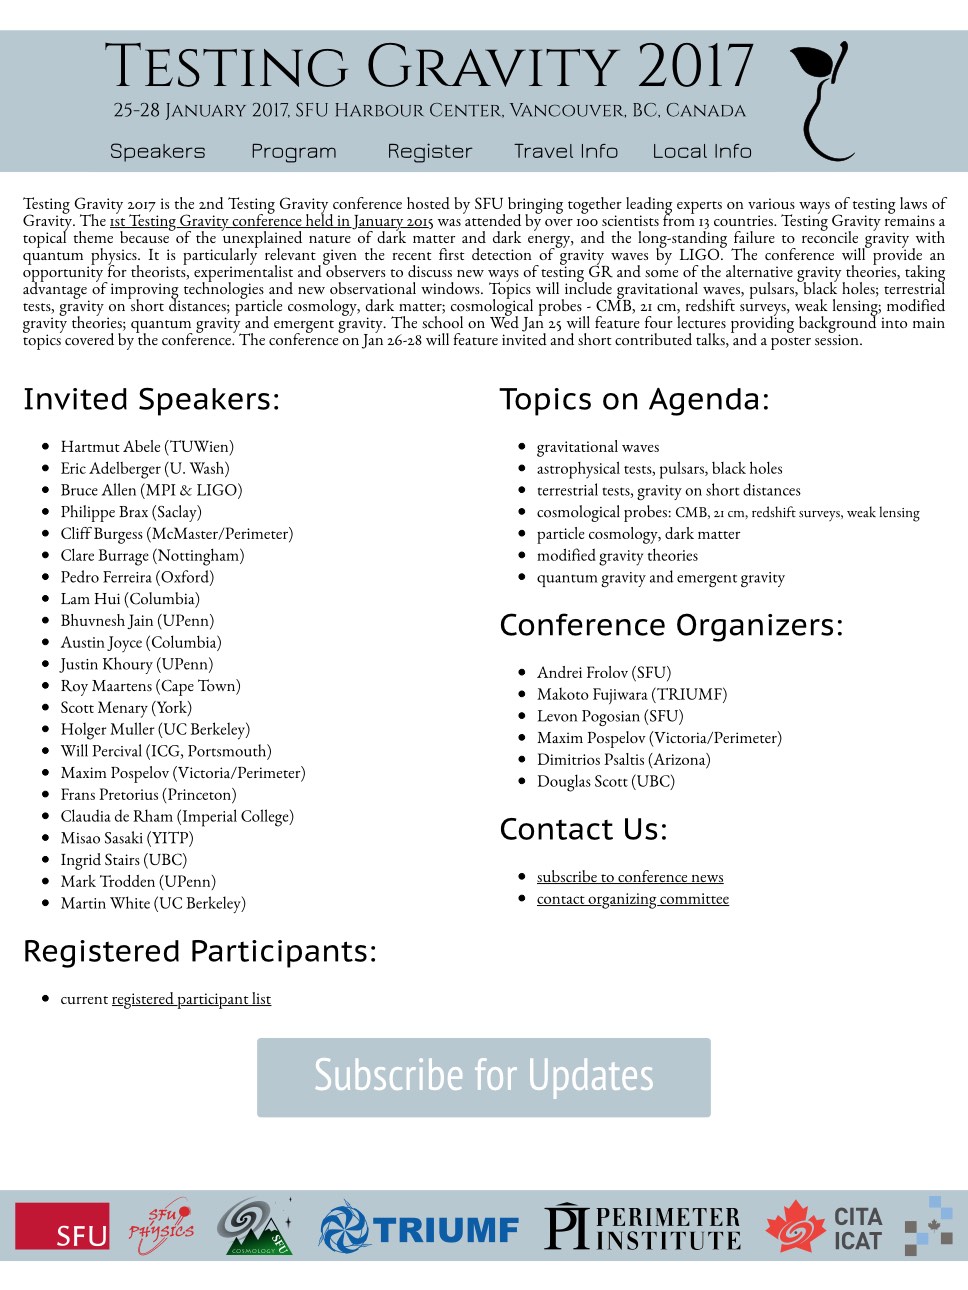 Testing Gravity 2017
25-28 January 2017, SFU Harbour Center, Vancouver, BC, Canada
Speakers Program Register Travel Info Local Info
Testing Gravity 2017 is the 2nd Testing Gravity conference hosted by SFU bringing together leading experts on various ways of testing laws of
Gravity. The 1st Testing Gravity conference held in January 2015 was attended by over 100 scientists from 13 countries. Testing Gravity remains a
topical theme because of the unexplained nature of dark matter and dark energy, and the long-standing failure to reconcile gravity with
quantum physics. It is particularly relevant given the recent first detection of gravity waves by LIGO. The conference will provide an
opportunity for theorists, experimentalist and observers to discuss new ways of testing GR and some of the alternative gravity theories, taking
advantage of improving technologies and new observational windows. Topics will include gravitational waves, pulsars, black holes; terrestrial
tests, gravity on short distances; particle cosmology, dark matter; cosmological probes - CMB, 21 cm, redshift surveys, weak lensing; modified
gravity theories; quantum gravity and emergent gravity. The school on Wed Jan 25 will feature four lectures providing background into main
topics covered by the conference. The conference on Jan 26-28 will feature invited and short contributed talks, and a poster session.
Invited Speakers:
Hartmut Abele (TUWien)
Eric Adelberger (U. Wash)
Bruce Allen (MPI & LIGO)
Philippe Brax (Saclay)
Cliff Burgess (McMaster/Perimeter)
Clare Burrage (Nottingham)
Pedro Ferreira (Oxford)
Lam Hui (Columbia)
Bhuvnesh Jain (UPenn)
Austin Joyce (Columbia)
Justin Khoury (UPenn)
Roy Maartens (Cape Town)
Scott Menary (York)
Holger Muller (UC Berkeley)
Will Percival (ICG, Portsmouth)
Maxim Pospelov (Victoria/Perimeter)
Frans Pretorius (Princeton)
Claudia de Rham (Imperial College)
Misao Sasaki (YITP)
Ingrid Stairs (UBC)
Mark Trodden (UPenn)
Martin White (UC Berkeley)
Registered Participants:
current registered participant list
Topics on Agenda:
gravitational waves
astrophysical tests, pulsars, black holes
terrestrial tests, gravity on short distances
cosmological probes: CMB, 21 cm, redshift surveys, weak lensing
particle cosmology, dark matter
modified gravity theories
quantum gravity and emergent gravity
Conference Organizers:
Andrei Frolov (SFU)
Makoto Fujiwara (TRIUMF)
Levon Pogosian (SFU)
Maxim Pospelov (Victoria/Perimeter)
Dimitrios Psaltis (Arizona)
Douglas Scott (UBC)
Contact Us:
subscribe to conference news
contact organizing committee
Subscribe for Updates
SFU
SFU
PHYSICS
COSMOLOGY
SFU
TRIUMF
PI PERIMETER
INSTITUTE
CITA
ICAT